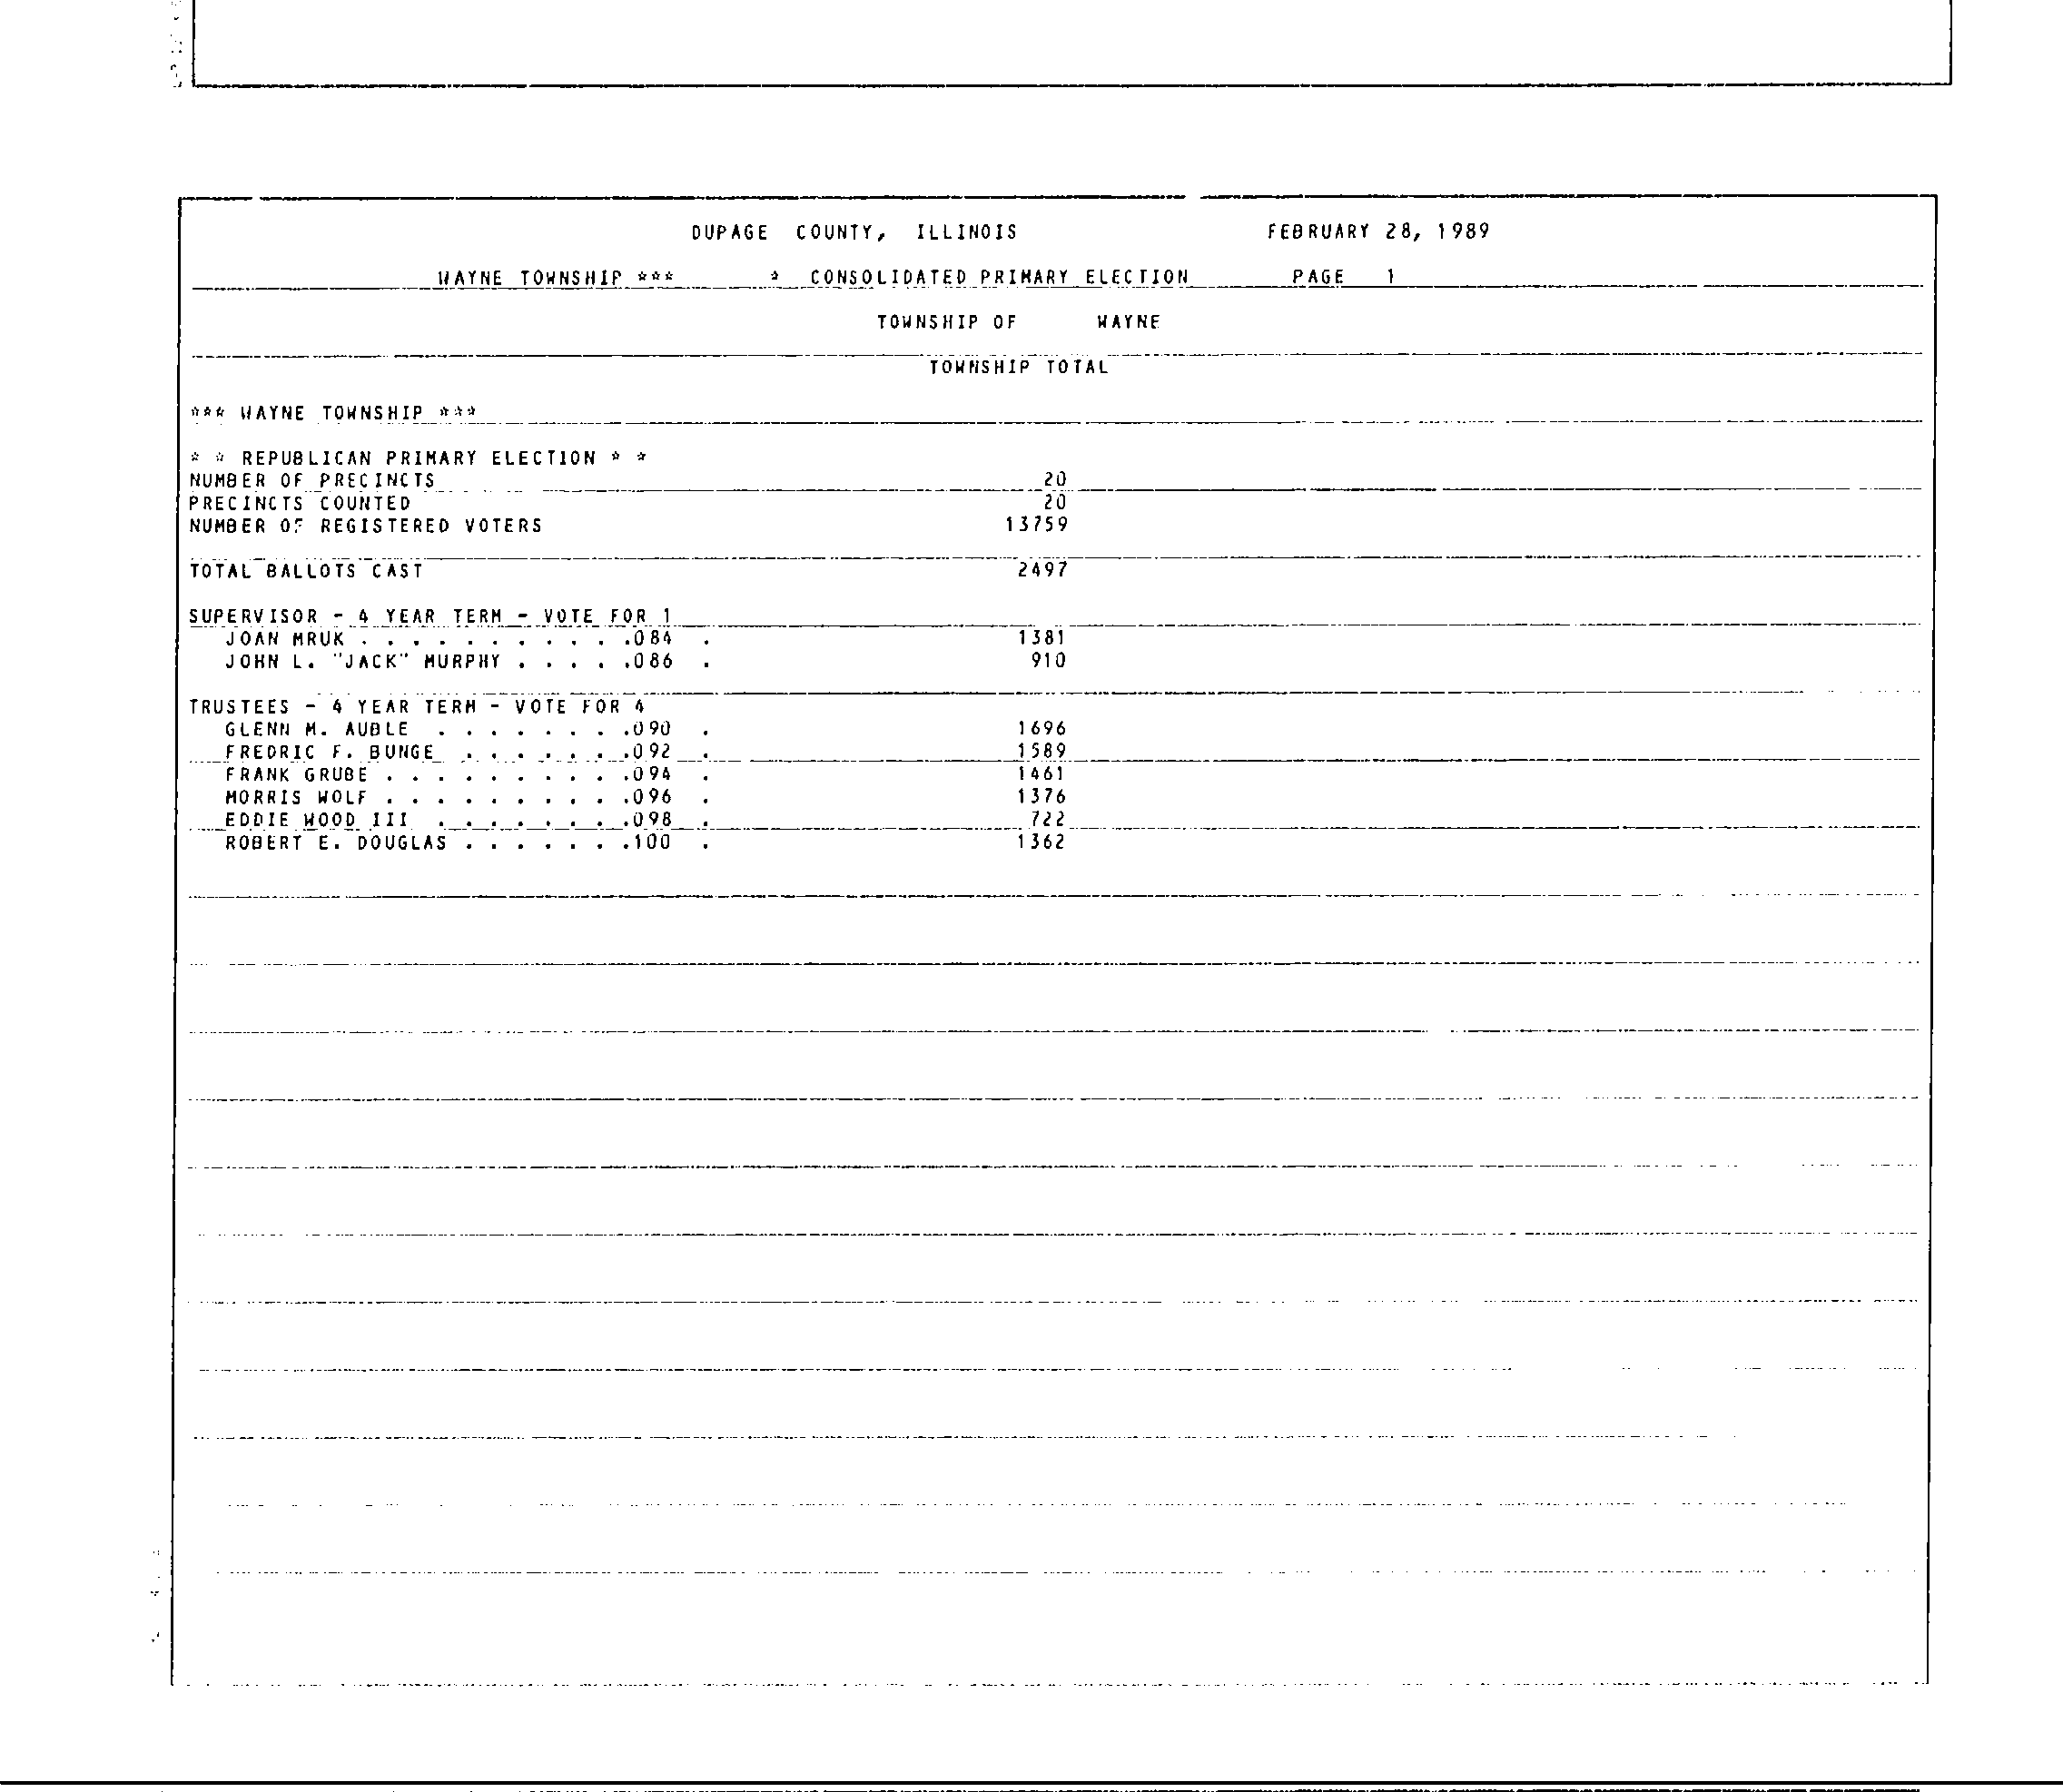 DUPAGE COUNTY, ILLINOIS FEBRUARY 28, 1989
WAYNE TOWNSHIP *** * CONSOLIDATED PRIMARY ELECTION PAGE 1
TOWNSHIP OF WAYNE
TOWNSHIP TOTAL
*** WAYNE TOWNSHIP ***
* * REPUBLICAN PRIMARY ELECTION * *
NUMBER OF PRECINCTS 20
PRECINCTS COUNTED 20
NUMBER OF REGISTERED VOTERS 13759
TOTAL BALLOTS CAST 2497
SUPERVISOR - 4 YEAR TERM - VOTE FOR 1
JOAN MRUK . . . . . . . . . . .084 . 1381
JOHN L. "JACK" MURPHY . . . . .086 . 910
TRUSTEES - 4 YEAR TERM - VOTE FOR 4
GLENN M. AUBLE . . . . . . . .090 . 1696
FREDRIC F. BUNGE . . . . . . .092 . 1589
FRANK GRUBE . . . . . . . . . .094 . 1461
MORRIS WOLF . . . . . . . . . .096 . 1376
EDDIE WOOD III . . . . . . . .098 . 722
ROBERT E. DOUGLAS . . . . . . .100 . 1362